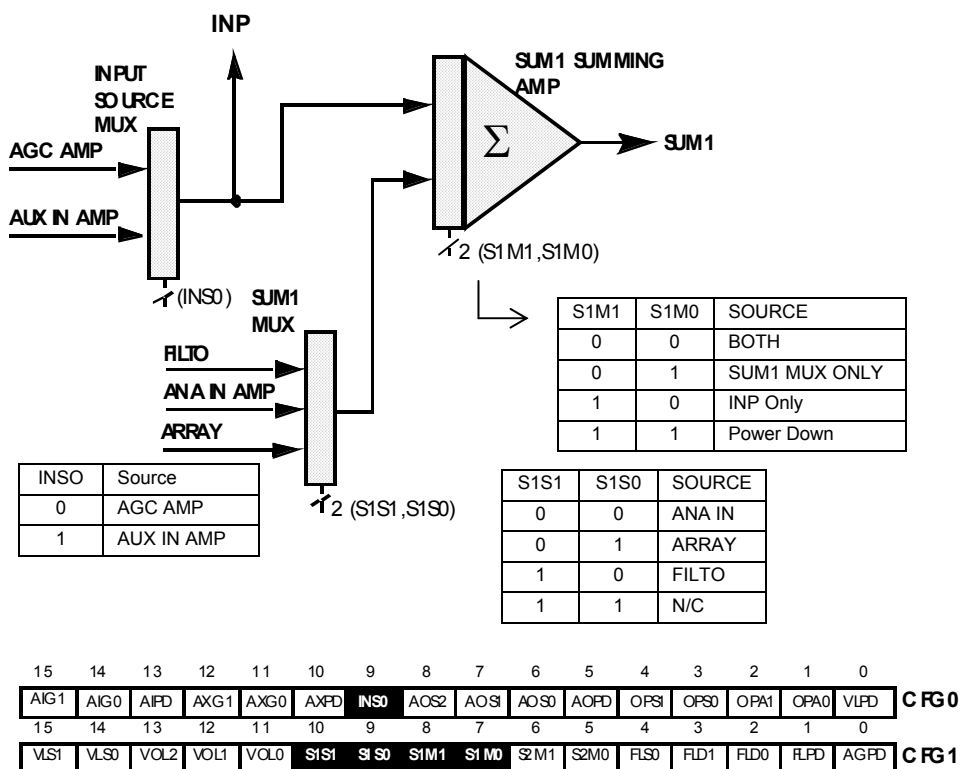 INP
INPUT
SOURCE
MUX
SUM1 SUMMING
AMP
AGC AMP
Σ
SUM1
AUX IN AMP
2 (S1M1,S1M0)
(INS0)
SUM1
MUX
FILTO
ANA IN AMP
ARRAY
2 (S1S1,S1S0)
S1M1 S1M0 SOURCE
0 0 BOTH
0 1 SUM1 MUX ONLY
1 0 INP Only
1 1 Power Down
INSO Source
0 AGC AMP
1 AUX IN AMP
S1S1 S1S0 SOURCE
0 0 ANA IN
0 1 ARRAY
1 0 FILTO
1 1 N/C
15 14 13 12 11 10 9 8 7 6 5 4 3 2 1 0
AIG1 AIG0 AIPD AXG1 AXG0 AXPD INS0 AOS2 AOS1 AOS0 AOPD OPS1 OPS0 OPA1 OPA0 VLPD CFG0
15 14 13 12 11 10 9 8 7 6 5 4 3 2 1 0
VLS1 VLS0 VOL2 VOL1 VOL0 S1S1 S1S0 S1M1 S1M0 S2M1 S2M0 FLS0 FLD1 FLD0 FLPD AGPD CFG1